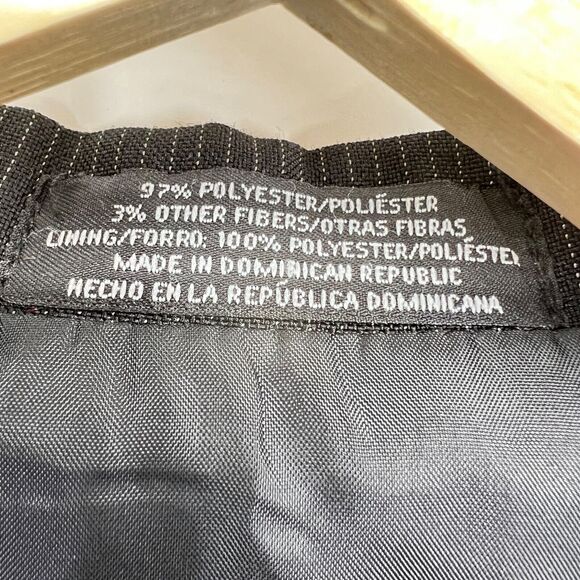 97% POLYESTER/POLIÉSTER
3% OTHER FIBERS/OTRAS FIBRAS
LINING/FORRO: 100% POLYESTER/POLIÉSTER
MADE IN DOMINICAN REPUBLIC
HECHO EN LA REPÚBLICA DOMINICANA